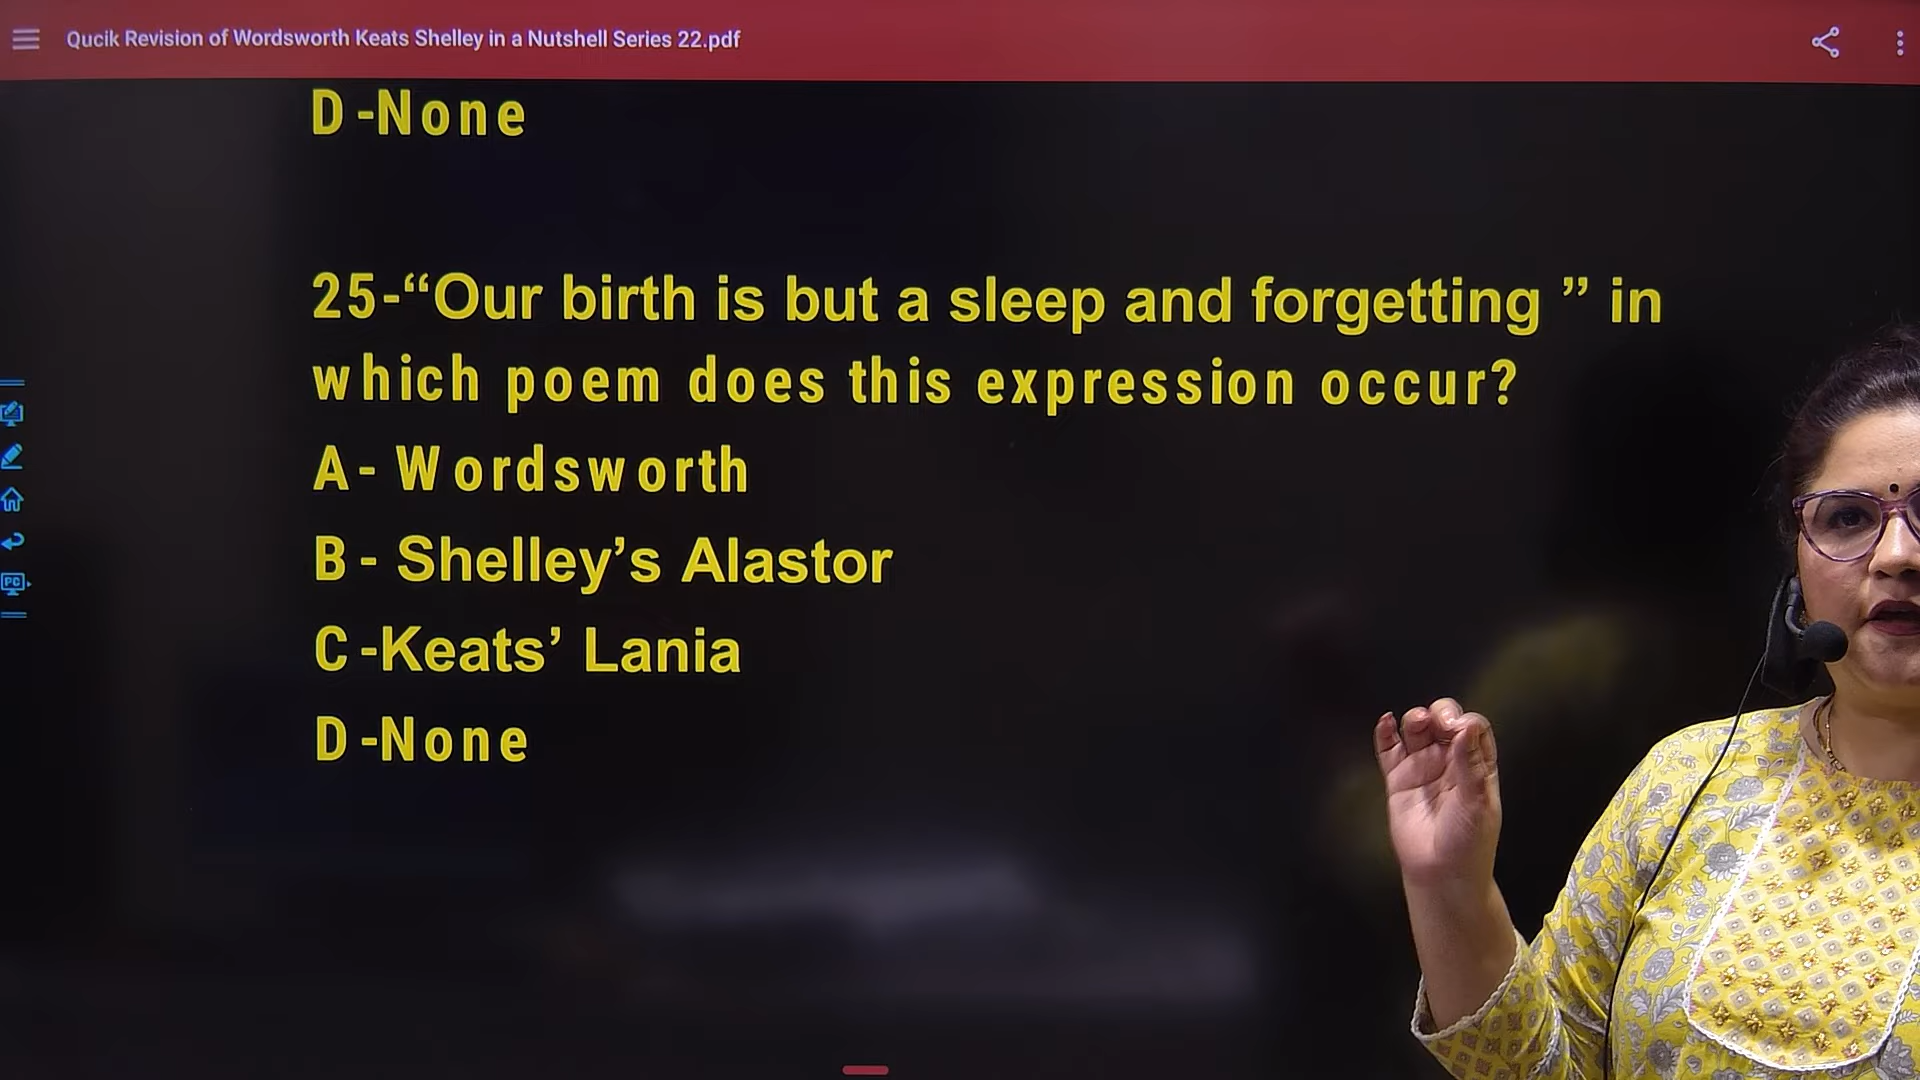 Qucik Revision of Wordsworth Keats Shelley in a Nutshell Series 22.pdf
D-None
25-“Our birth is but a sleep and forgetting ” in
which poem does this expression occur?
A- Wordsworth
B- Shelley’s Alastor
C-Keats’ Lania
D-None
PC